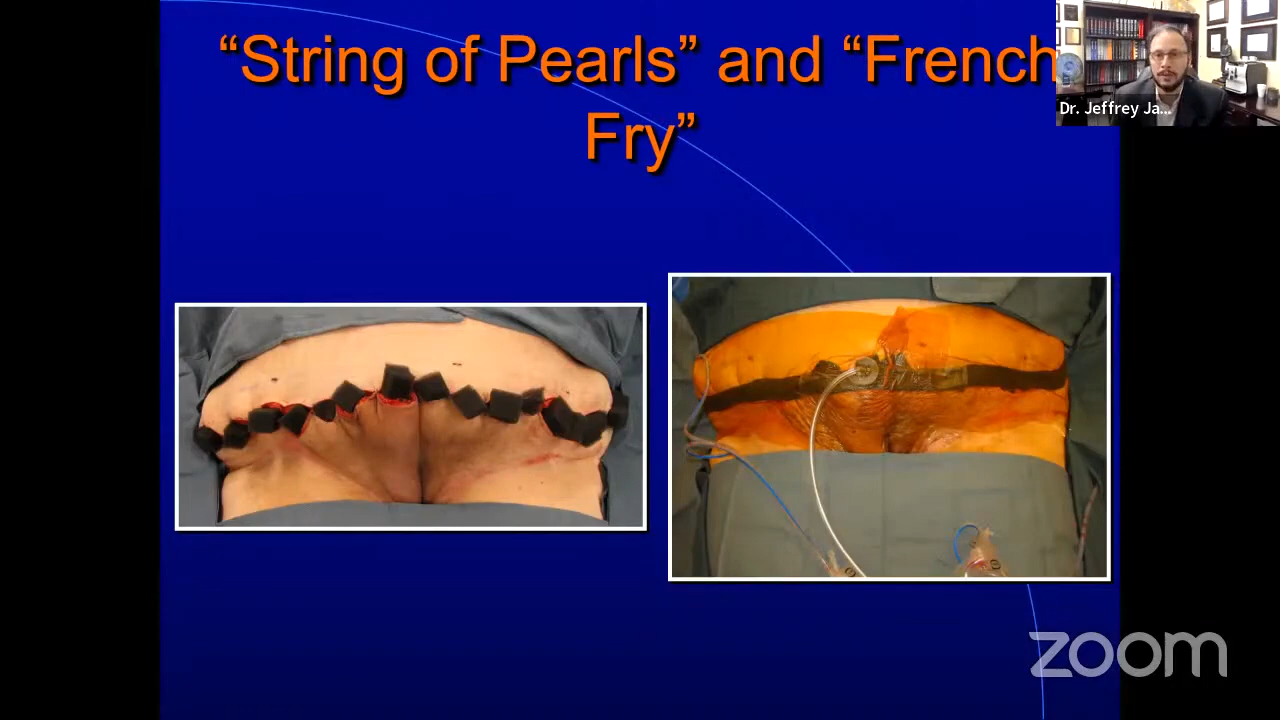 “String of Pearls” and “French
Fry”
Dr. Jeffrey Ja...
zoom